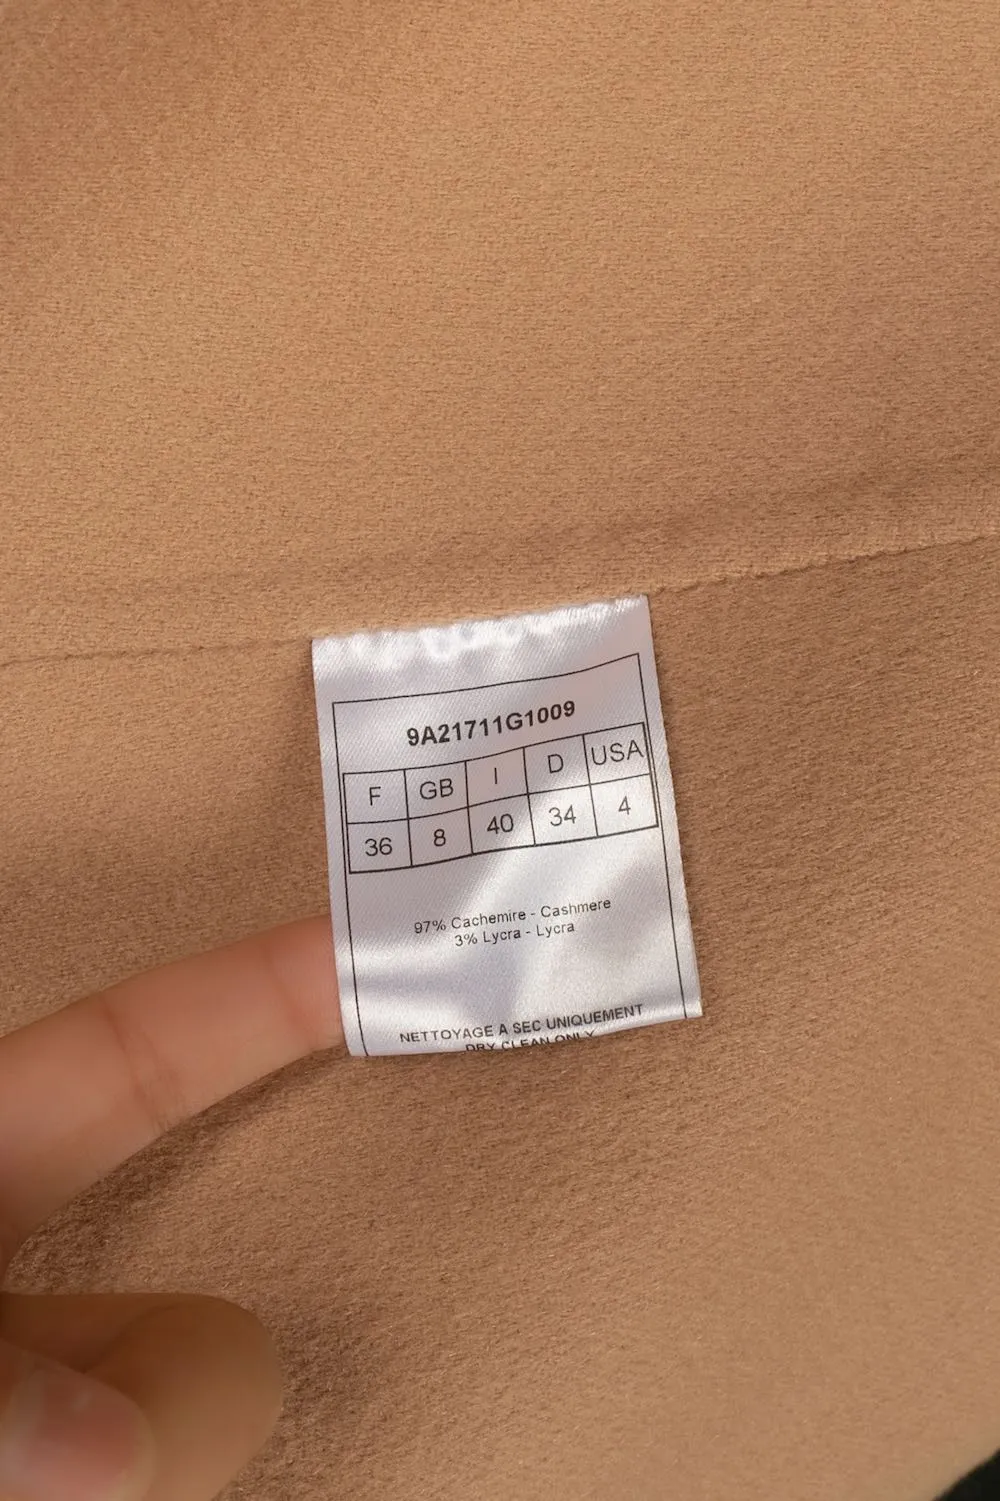 9A21711G1009
F GB I D USA
36 8 40 34 4
97% Cachemire - Cashmere
3% Lycra - Lycra
NETTOYAGE A SEC UNIQUEMENT
DRY CLEAN ONLY